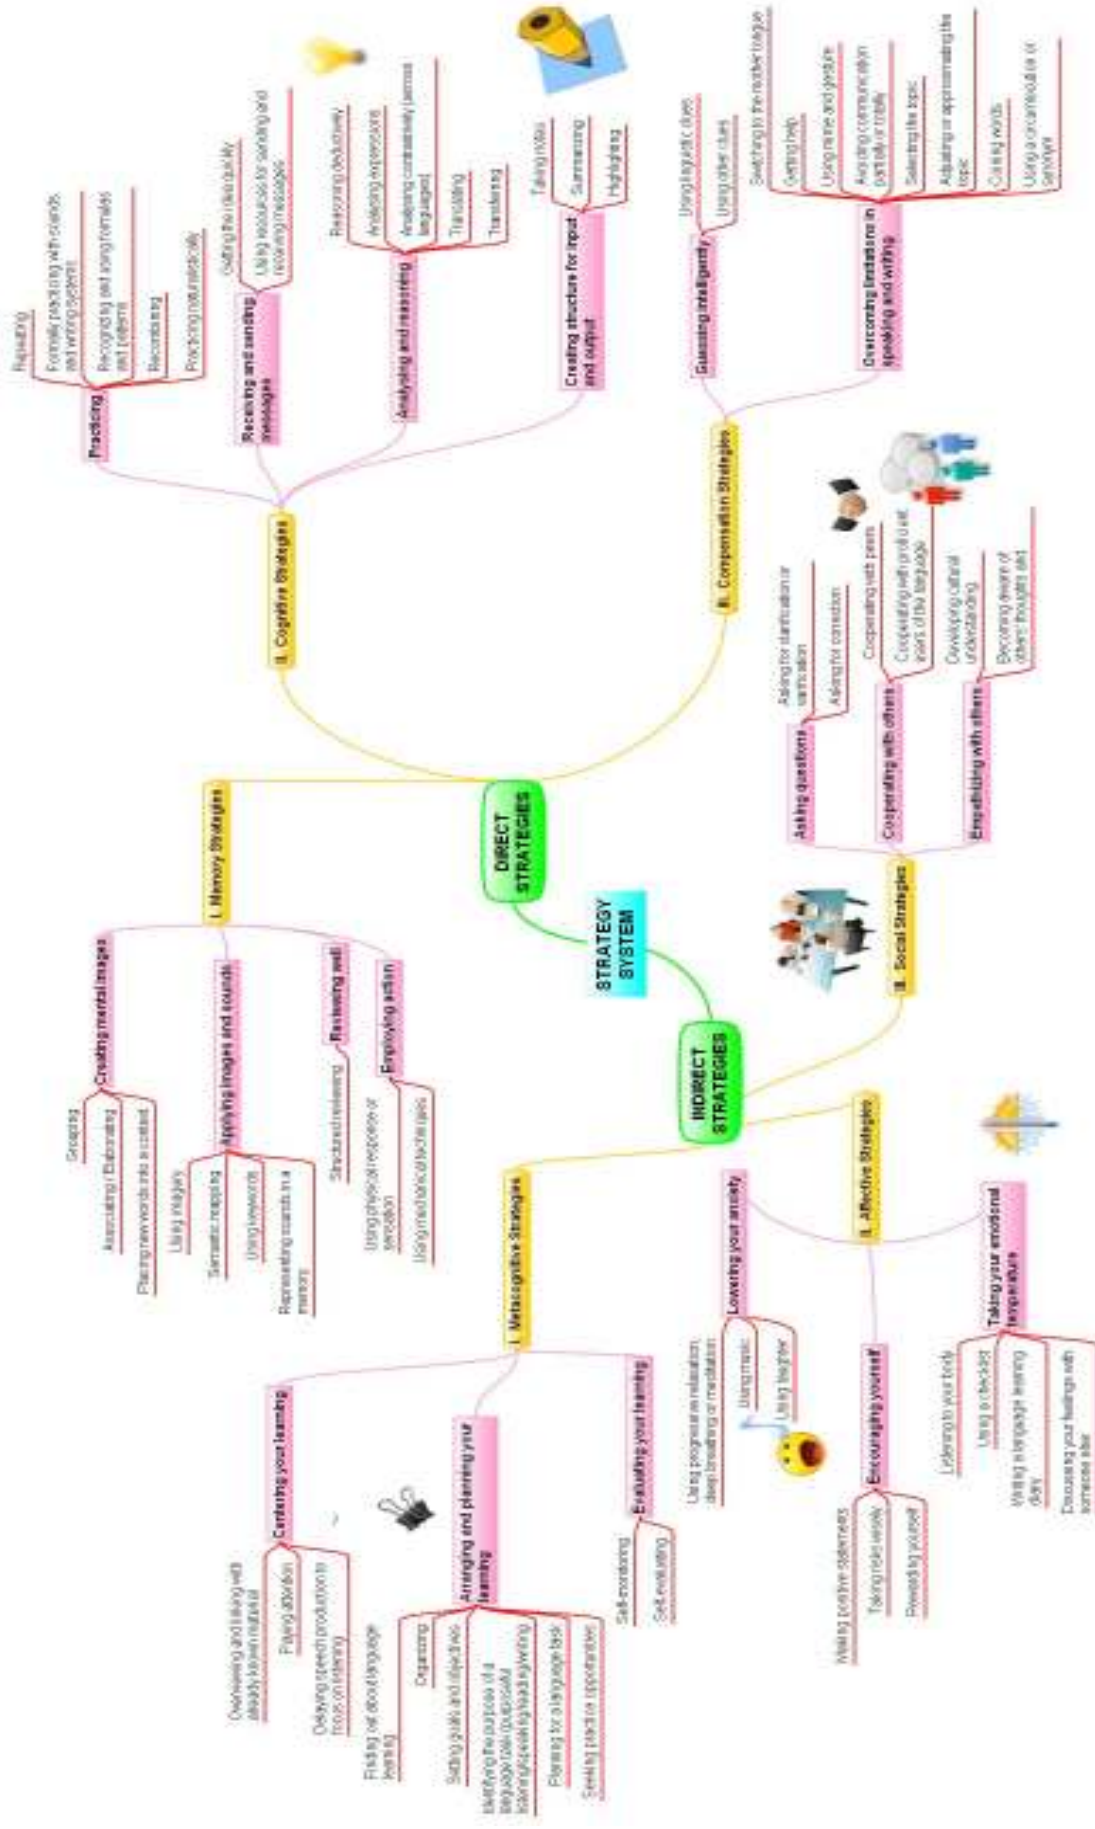 STRATEGY
SYSTEM
DIRECT
STRATEGIES
I. Memory Strategies
Creating mental images
Grouping
Associating / Elaborating
Placing new words into a context
Applying images and sounds
Using imagery
Semantic mapping
Using keywords
Representing sounds in a
memory
Reviewing well
Structured reviewing
Employing action
Using physical response or
sensation
Using mechanical techniques
II. Cognitive Strategies
Practicing
Repeating
Formally practicing with sounds
and writing systems
Recognizing and using formulas
and patterns
Recombining
Practicing naturalistically
Receiving and sending
messages
Getting the idea quickly
Using resources for sending and
receiving messages
Analysing and reasoning
Reasoning deductively
Analysing expressions
Analysing contrastively (across
languages)
Translating
Transferring
Creating structure for input
and output
Taking notes
Summarizing
Highlighting
III. Compensation Strategies
Guessing intelligently
Using linguistic clues
Using other clues
Overcoming limitations in
speaking and writing
Switching to the mother tongue
Getting help
Using mime and gesture
Avoiding communication
partially or totally
Selecting the topic
Adjusting or approximating the
topic
Coining words
Using a circumlocution or
synonym
INDIRECT
STRATEGIES
I. Metacognitive Strategies
Centering your learning
Overviewing and linking with
already known material
Paying attention
Delaying speech production to
focus on listening
Arranging and planning your
learning
Finding out about language
learning
Organizing
Setting goals and objectives
Identifying the purpose of a
language task (purposeful
listening/speaking/reading/writing
Planning for a language task
Seeking practice opportunities
Evaluating your learning
Self-monitoring
Self-evaluating
II. Affective Strategies
Lowering your anxiety
Using progressive relaxation,
deep breathing or meditation
Using music
Using laughter
Encouraging yourself
Making positive statements
Taking risks wisely
Rewarding yourself
Taking your emotional
temperature
Listening to your body
Using a checklist
Writing a language learning
diary
Discussing your feelings with
someone else
III. Social Strategies
Asking questions
Asking for clarification or
verification
Asking for correction
Cooperating with others
Cooperating with peers
Cooperating with proficient
users of the language
Empathizing with others
Developing cultural
understanding
Becoming aware of
others' thoughts and